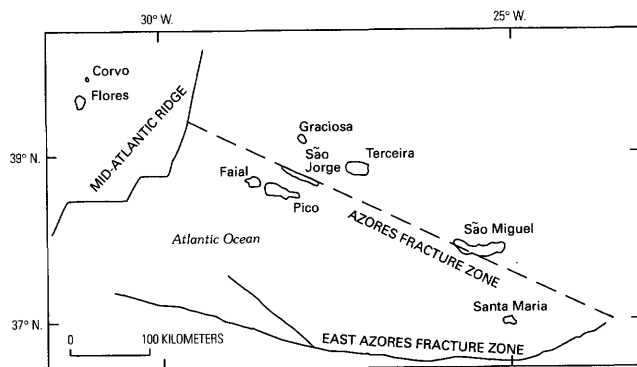 30° W.
25° W.
Corvo
Flores
MID-ATLANTIC RIDGE
39° N.
Graciosa
São
Jorge
Terceira
Faial
Pico
Atlantic Ocean
AZORES FRACTURE ZONE
São Miguel
Santa Maria
37° N.
0 100 KILOMETERS
EAST AZORES FRACTURE ZONE